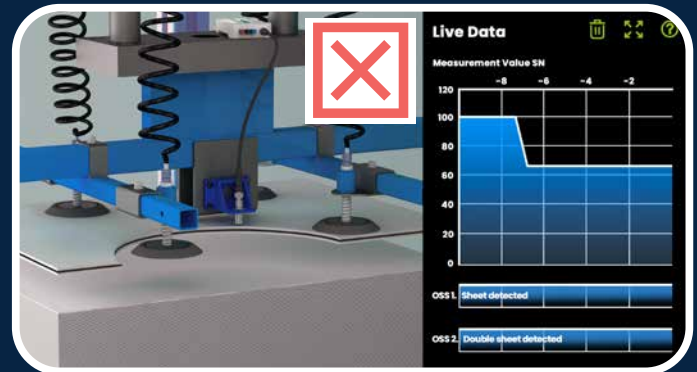 Live Data
Measurement Value SN
-8 -6 -4 -2
120
100
80
60
40
20
0
OSS 1. Sheet detected
OSS 2. Double sheet detected